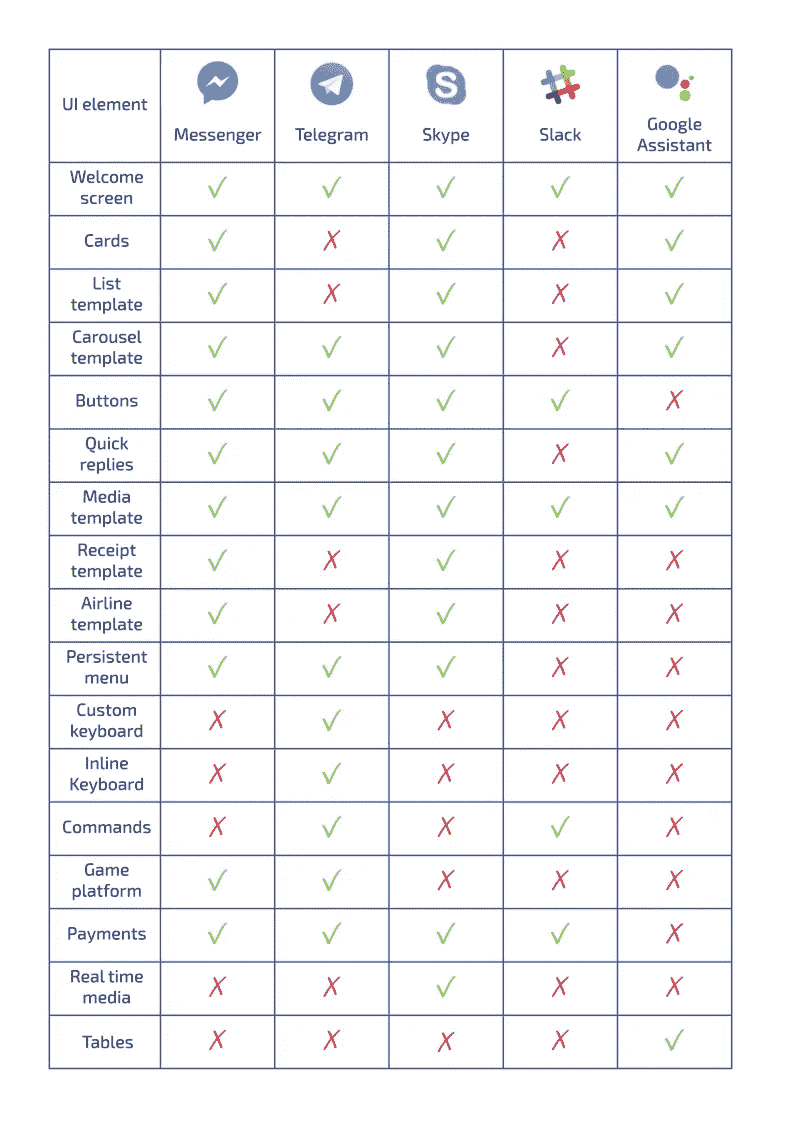 UI element
Messenger
Telegram
Skype
Slack
Google
Assistant
Welcome
screen
Cards
List
template
Carousel
template
Buttons
Quick
replies
Media
template
Receipt
template
Airline
template
Persistent
menu
Custom
keyboard
Inline
Keyboard
Commands
Game
platform
Payments
Real time
media
Tables